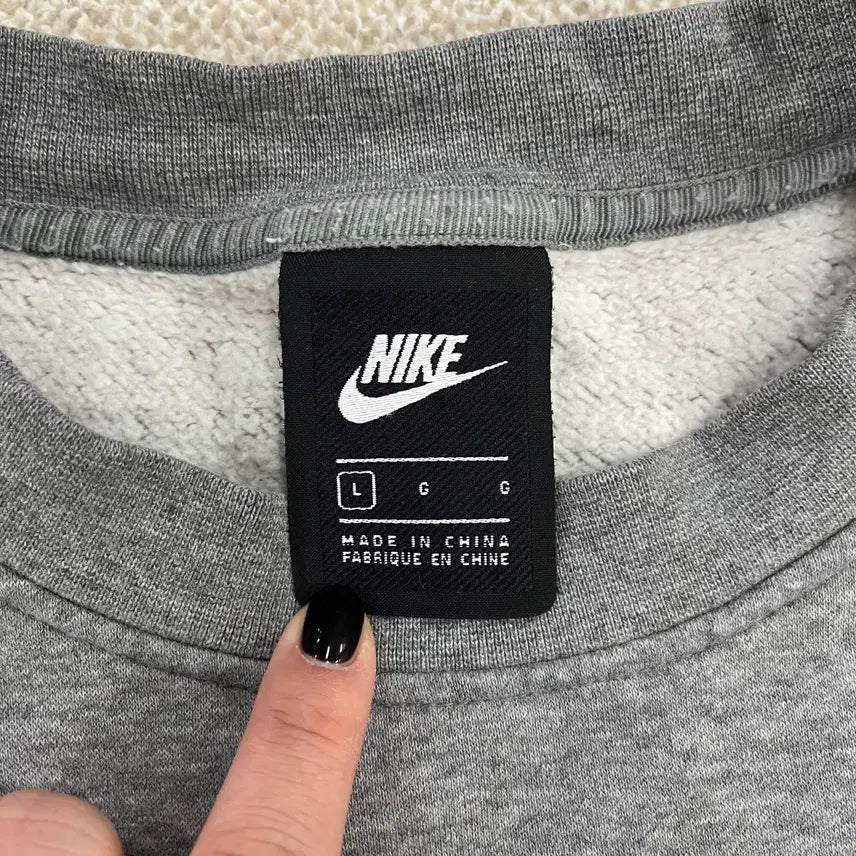 NIKE
L G G
MADE IN CHINA
FABRIQUE EN CHINE